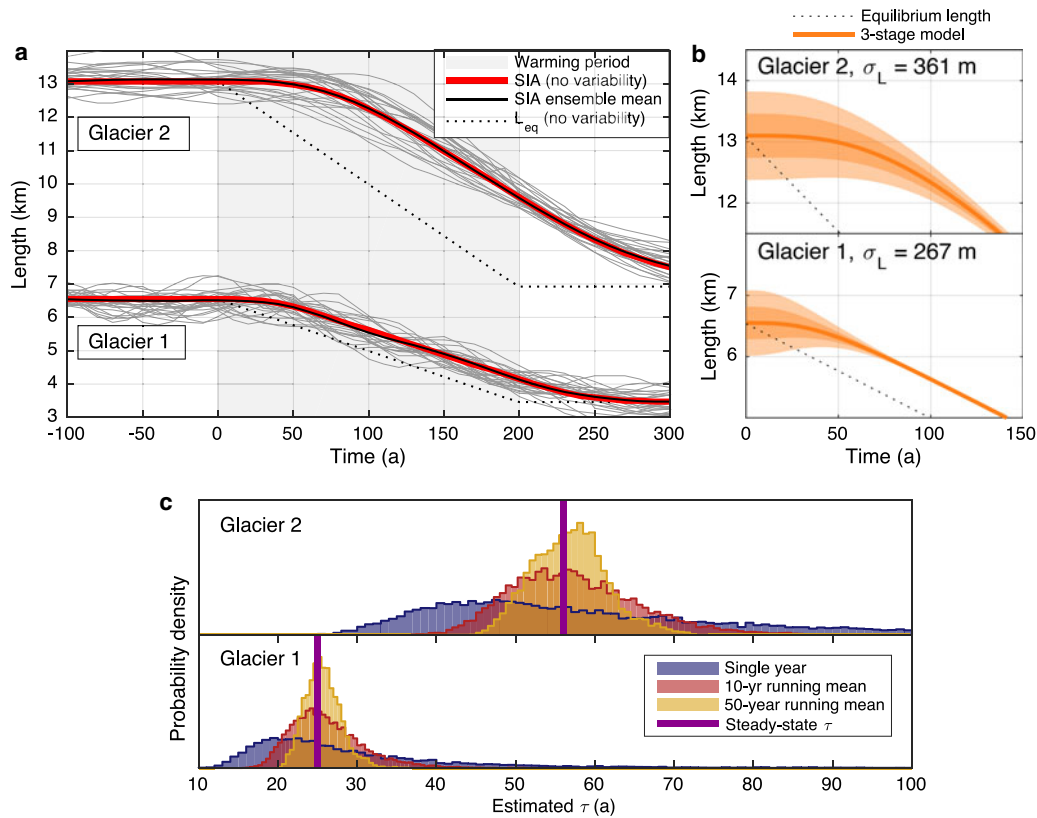 a
13
12
11
10
9
8
7
6
5
4
3
Length (km)
Glacier 2
Glacier 1
Warming period
SIA (no variability)
SIA ensemble mean
L_eq (no variability)
-100
-50
0
50
100
150
200
250
300
Time (a)
Equilibrium length
3-stage model
b
Glacier 2, σ_L = 361 m
14
13
12
Length (km)
Glacier 1, σ_L = 267 m
7
6
Length (km)
0
50
100
150
Time (a)
c
Glacier 2
Probability density
Glacier 1
Single year
10-yr running mean
50-year running mean
Steady-state τ
10
20
30
40
50
60
70
80
90
100
Estimated τ (a)